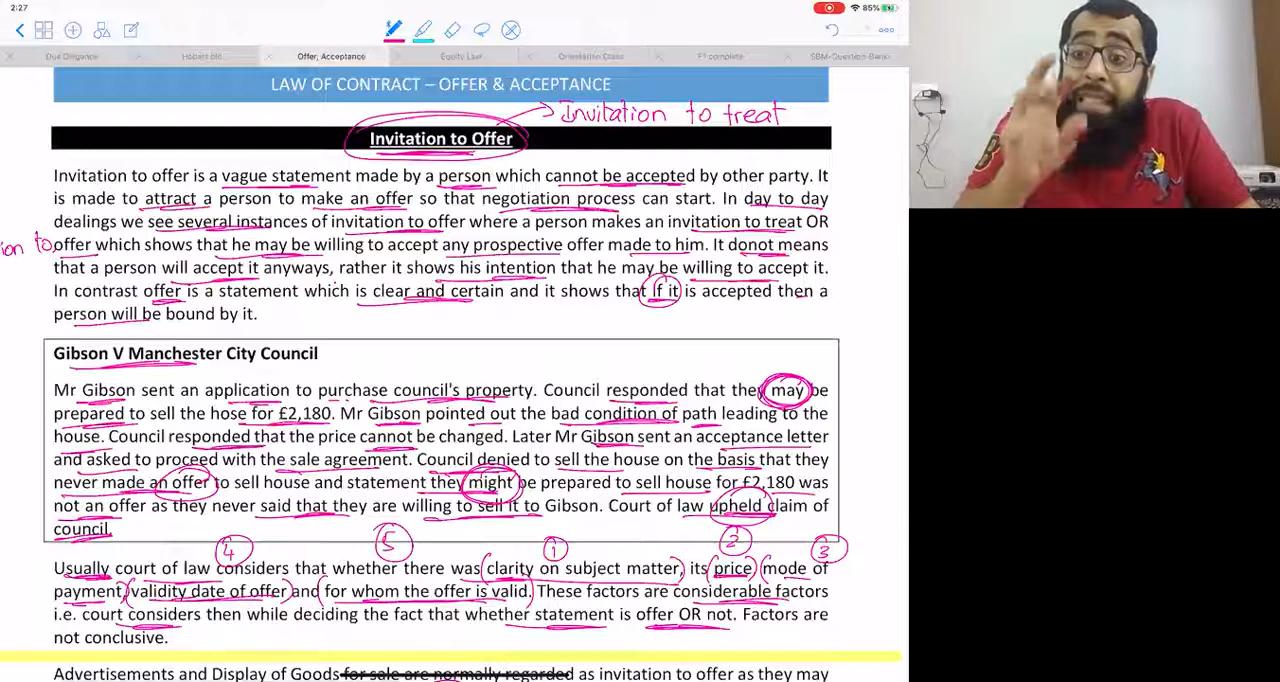 2:27
85%
Due Diligence
Hobart bid
Offer, Acceptance
Equity Law
Orientation Class
F1 complete
SBM-Question-Bank-
LAW OF CONTRACT – OFFER & ACCEPTANCE
Invitation to treat
Invitation to Offer
Invitation to offer is a vague statement made by a person which cannot be accepted by other party. It
is made to attract a person to make an offer so that negotiation process can start. In day to day
dealings we see several instances of invitation to offer where a person makes an invitation to treat OR
ion to
offer which shows that he may be willing to accept any prospective offer made to him. It donot means
that a person will accept it anyways, rather it shows his intention that he may be willing to accept it.
In contrast offer is a statement which is clear and certain and it shows that if it is accepted then a
person will be bound by it.
Gibson V Manchester City Council
Mr Gibson sent an application to purchase council's property. Council responded that they may be
prepared to sell the hose for £2,180. Mr Gibson pointed out the bad condition of path leading to the
house. Council responded that the price cannot be changed. Later Mr Gibson sent an acceptance letter
and asked to proceed with the sale agreement. Council denied to sell the house on the basis that they
never made an offer to sell house and statement they might be prepared to sell house for £2,180 was
not an offer as they never said that they are willing to sell it to Gibson. Court of law upheld claim of
council.
4 5 1 2 3
Usually court of law considers that whether there was clarity on subject matter, its price, mode of
payment, validity date of offer and for whom the offer is valid. These factors are considerable factors
i.e. court considers then while deciding the fact that whether statement is offer OR not. Factors are
not conclusive.
Advertisements and Display of Goods for sale are normally regarded as invitation to offer as they may